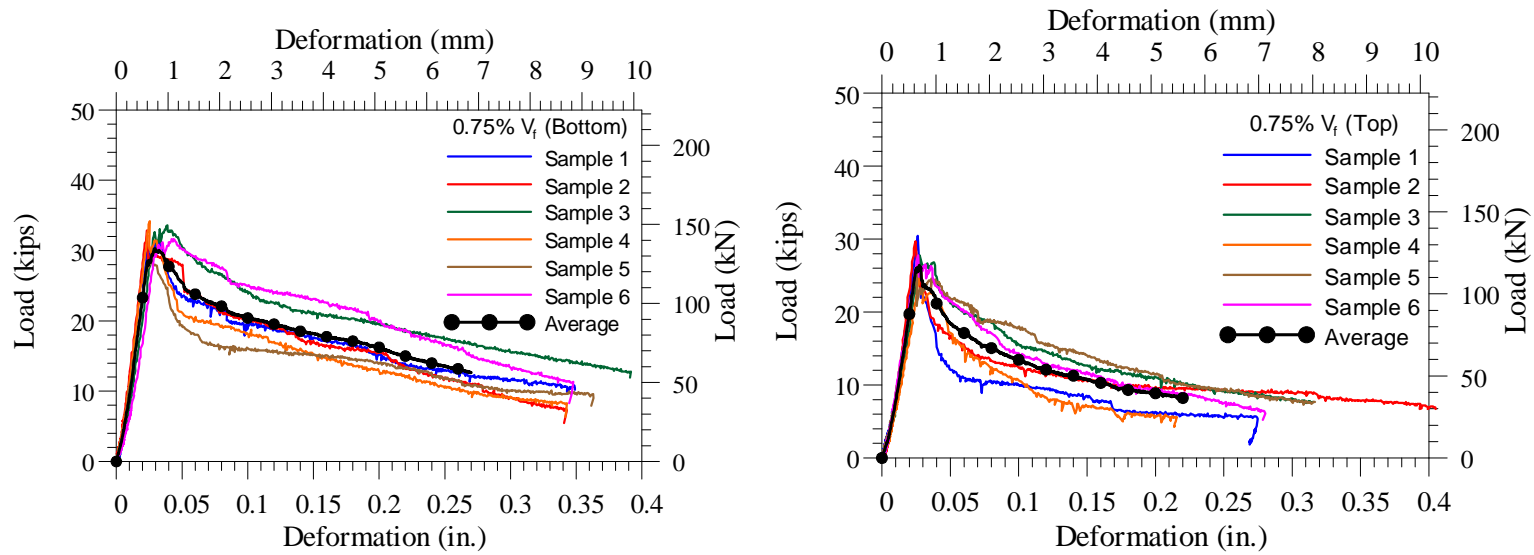 Deformation (mm)
0 1 2 3 4 5 6 7 8 9 10
50
40
30
20
10
0
Load (kips)
0.75% Vf (Bottom)
Sample 1
Sample 2
Sample 3
Sample 4
Sample 5
Sample 6
Average
200
150
100
50
0
Load (kN)
0 0.05 0.1 0.15 0.2 0.25 0.3 0.35 0.4
Deformation (in.)
Deformation (mm)
0 1 2 3 4 5 6 7 8 9 10
50
40
30
20
10
0
Load (kips)
0.75% Vf (Top)
Sample 1
Sample 2
Sample 3
Sample 4
Sample 5
Sample 6
Average
200
150
100
50
0
Load (kN)
0 0.05 0.1 0.15 0.2 0.25 0.3 0.35 0.4
Deformation (in.)